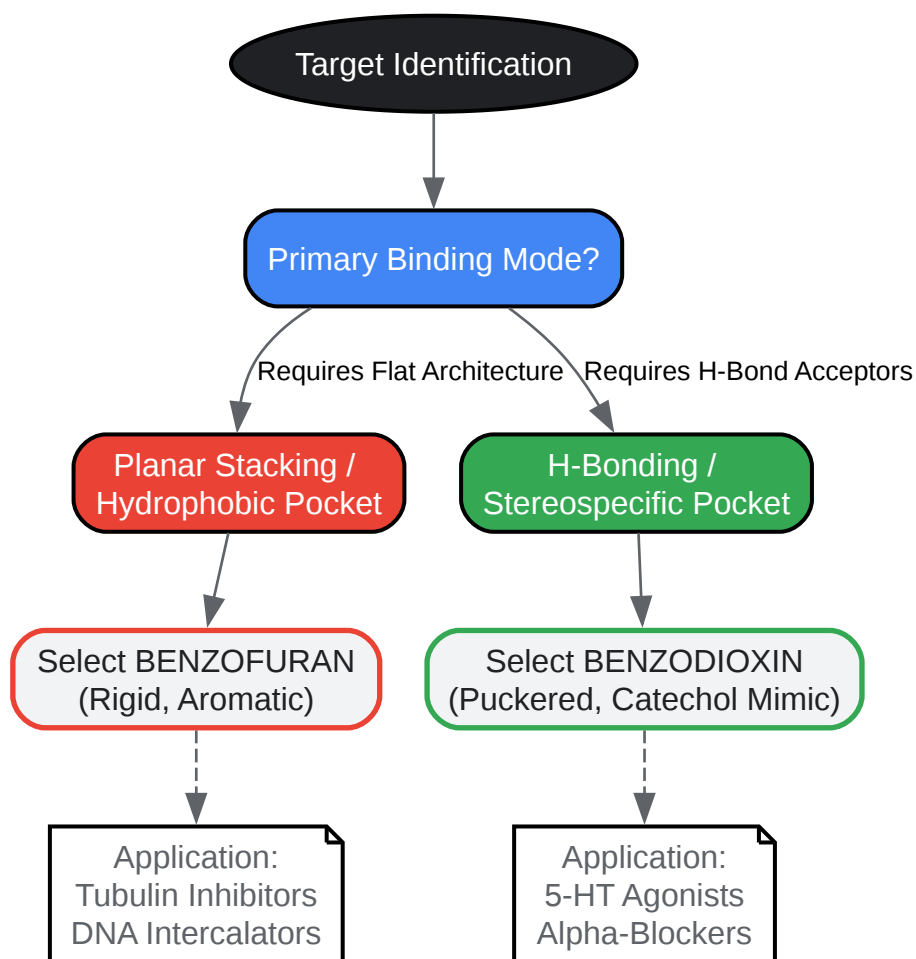 Target Identification
Primary Binding Mode?
Requires Flat Architecture
Requires H-Bond Acceptors
Planar Stacking /
Hydrophobic Pocket
H-Bonding /
Stereospecific Pocket
Select BENZOFURAN
(Rigid, Aromatic)
Select BENZODIOXIN
(Puckered, Catechol Mimic)
Application:
Tubulin Inhibitors
DNA Intercalators
Application:
5-HT Agonists
Alpha-Blockers